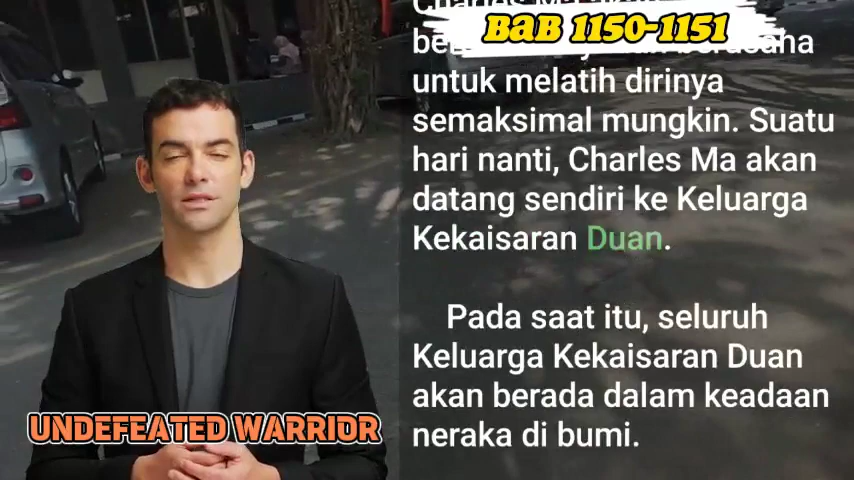 BAB 1150-1151
untuk melatih dirinya
semaksimal mungkin. Suatu
hari nanti, Charles Ma akan
datang sendiri ke Keluarga
Kekaisaran Duan.
Pada saat itu, seluruh
Keluarga Kekaisaran Duan
akan berada dalam keadaan
neraka di bumi.
UNDEFEATED WARRIOR